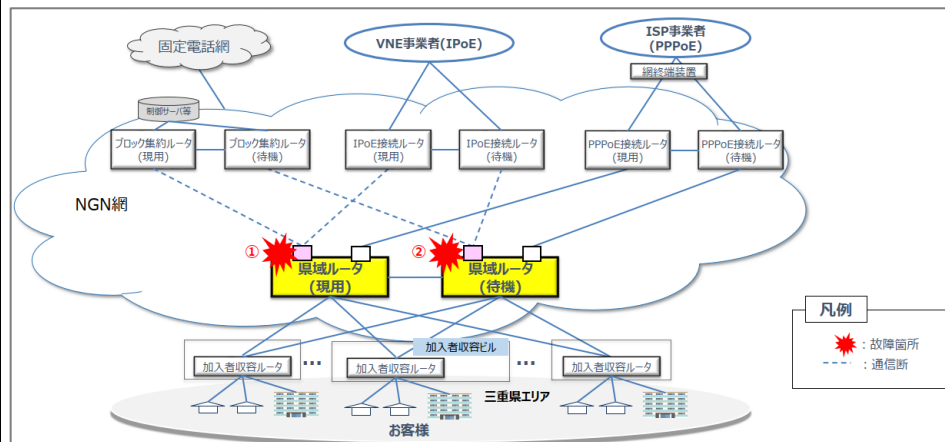 固定電話網
VNE事業者(IPoE)
ISP事業者
(PPPoE)
網終端装置
制御サーバ等
ブロック集約ルータ
(現用)
ブロック集約ルータ
(待機)
IPoE接続ルータ
(現用)
IPoE接続ルータ
(待機)
PPPoE接続ルータ
(現用)
PPPoE接続ルータ
(待機)
NGN網
①
②
県域ルータ
(現用)
県域ルータ
(待機)
凡例
：故障箇所
：通信断
加入者収容ビル
加入者収容ルータ
…
加入者収容ルータ
…
加入者収容ルータ
三重県エリア
お客様